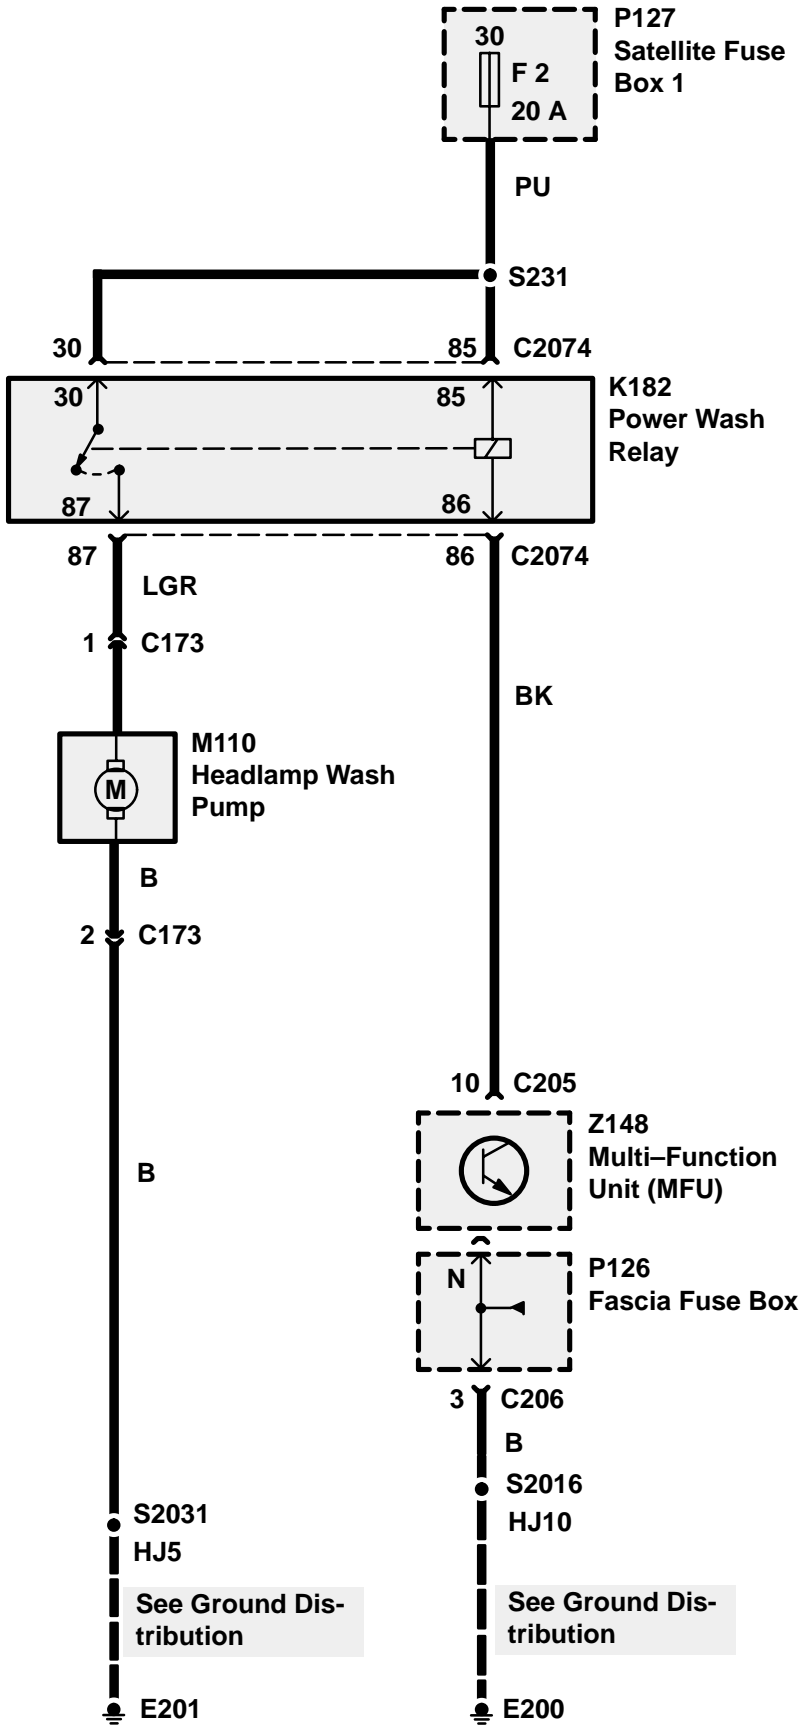 P127
Satellite Fuse
Box 1
30
F 2
20 A
PU
S231
30
85
C2074
K182
Power Wash
Relay
30
85
87
86
87
86
C2074
LGR
1
C173
BK
M110
Headlamp Wash
Pump
M
B
2
C173
10
C205
Z148
Multi–Function
Unit (MFU)
B
N
P126
Fascia Fuse Box
3
C206
B
S2016
HJ10
S2031
HJ5
See Ground Dis-
tribution
See Ground Dis-
tribution
E201
E200